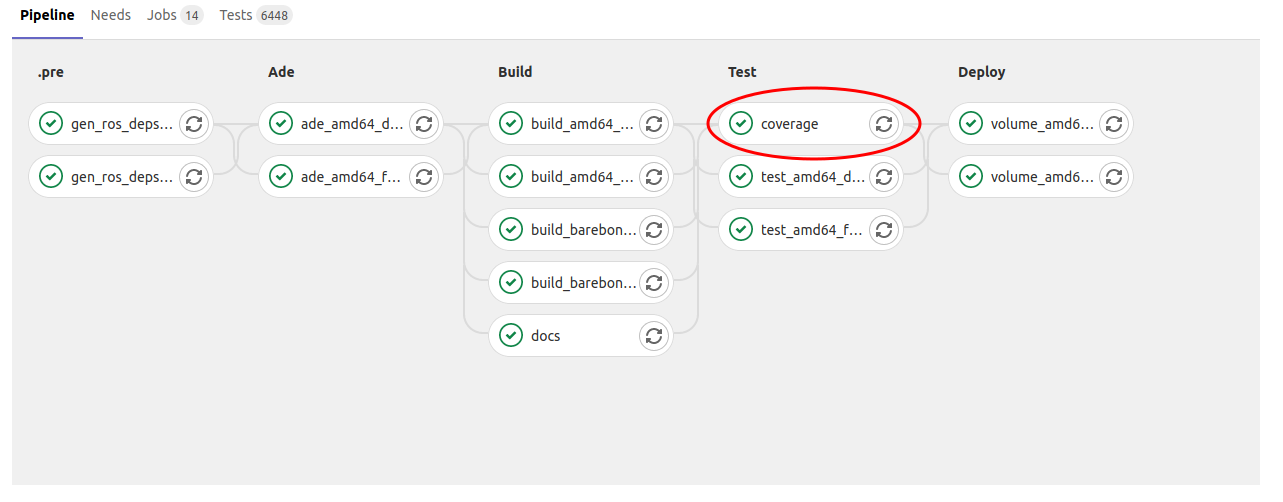 Pipeline Needs Jobs 14 Tests 6448
.pre Ade Build Test Deploy
gen_ros_deps... ade_amd64_d... build_amd64_... coverage volume_amd6...
gen_ros_deps... ade_amd64_f... build_amd64_... test_amd64_d... volume_amd6...
build_barebon... test_amd64_f...
build_barebon...
docs